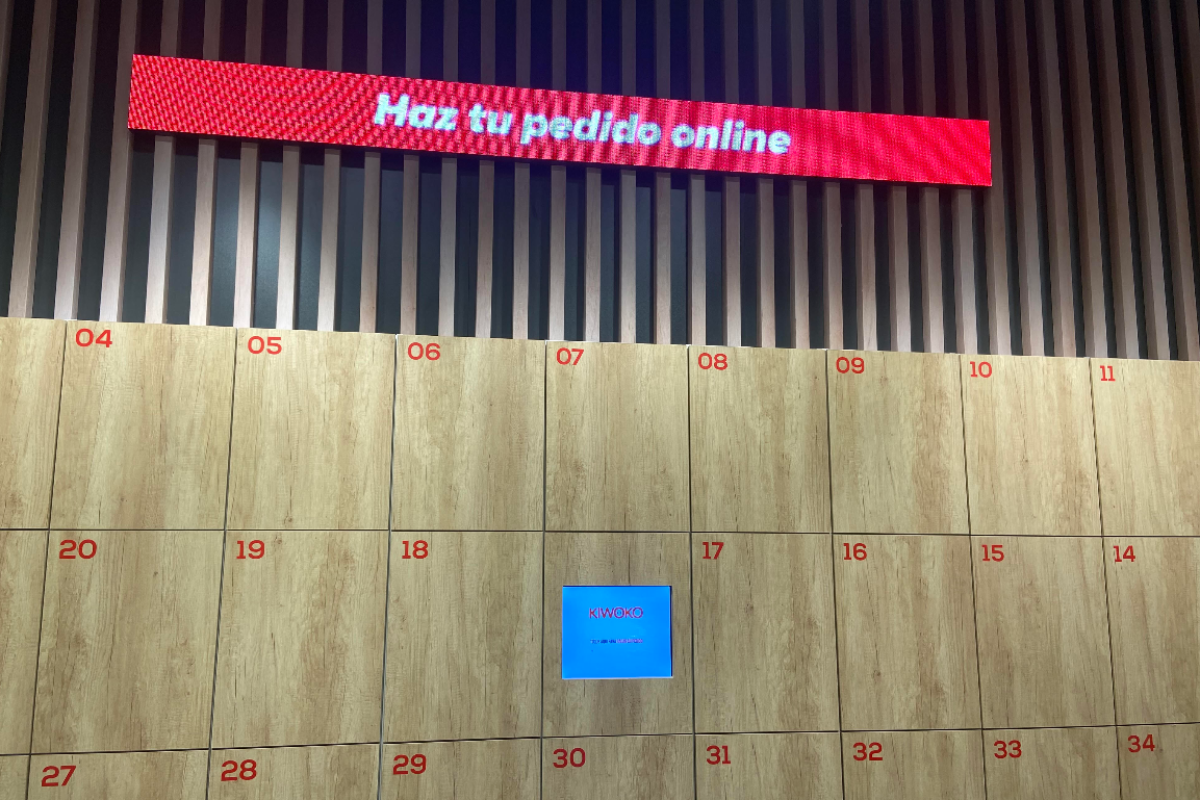 Haz tu pedido online
04 05 06 07 08 09 10 11
20 19 18 17 16 15 14
KIWOKO
27 28 29 30 31 32 33 34